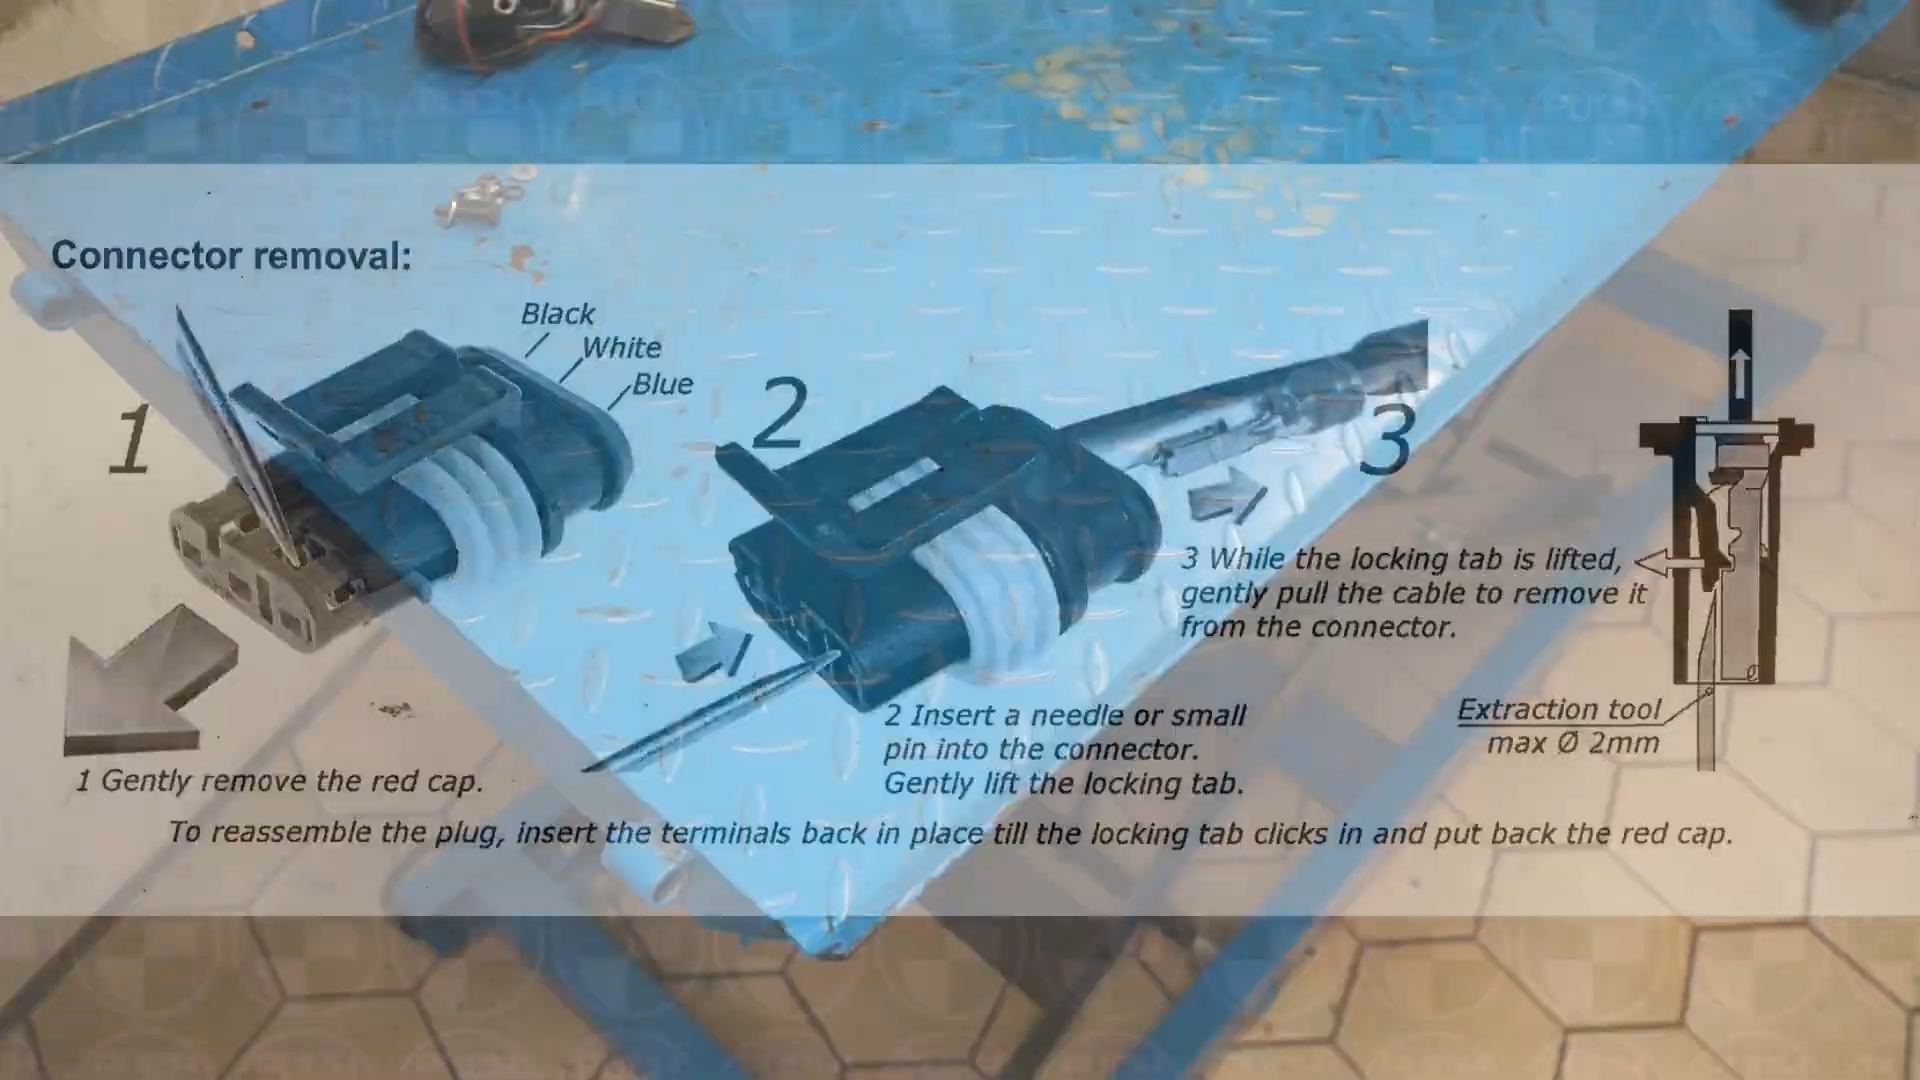 Connector removal:
Black
White
Blue
1
2
3
3 While the locking tab is lifted,
gently pull the cable to remove it
from the connector.
Extraction tool
max Ø 2mm
2 Insert a needle or small
pin into the connector.
Gently lift the locking tab.
1 Gently remove the red cap.
To reassemble the plug, insert the terminals back in place till the locking tab clicks in and put back the red cap.